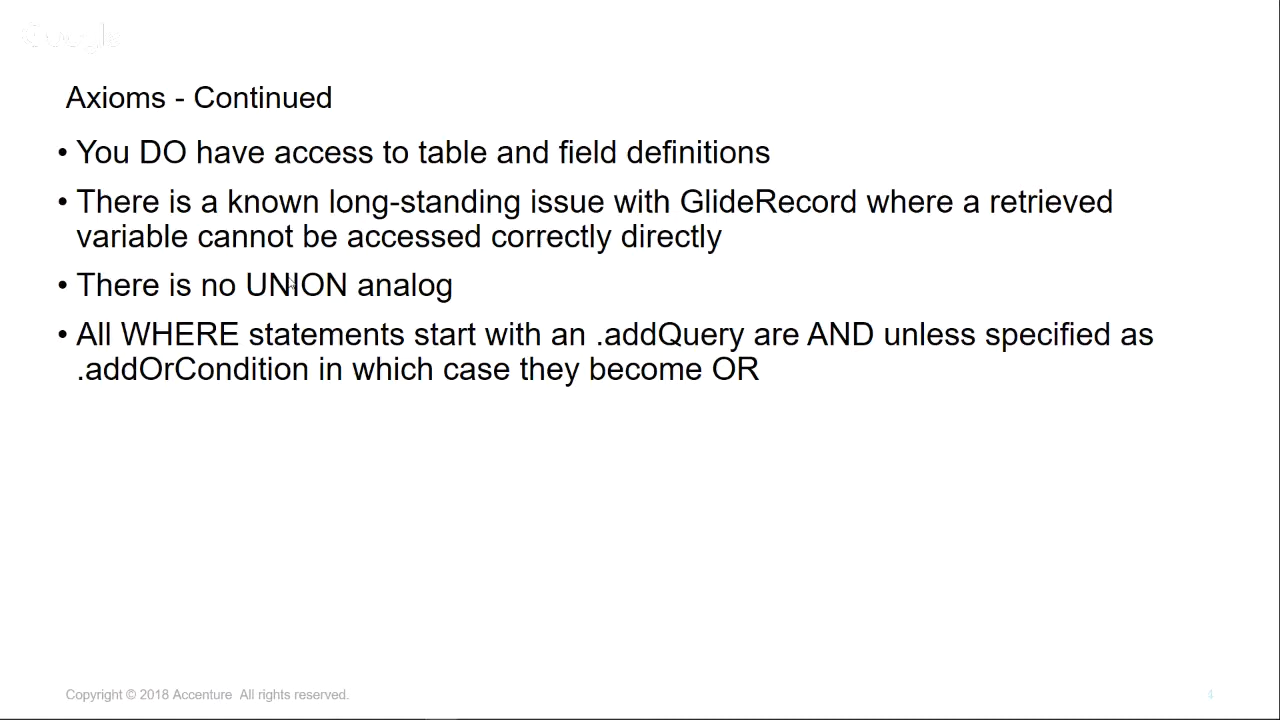 Axioms - Continued
• You DO have access to table and field definitions
• There is a known long-standing issue with GlideRecord where a retrieved
variable cannot be accessed correctly directly
• There is no UNION analog
• All WHERE statements start with an .addQuery are AND unless specified as
.addOrCondition in which case they become OR
Copyright © 2018 Accenture All rights reserved.
4